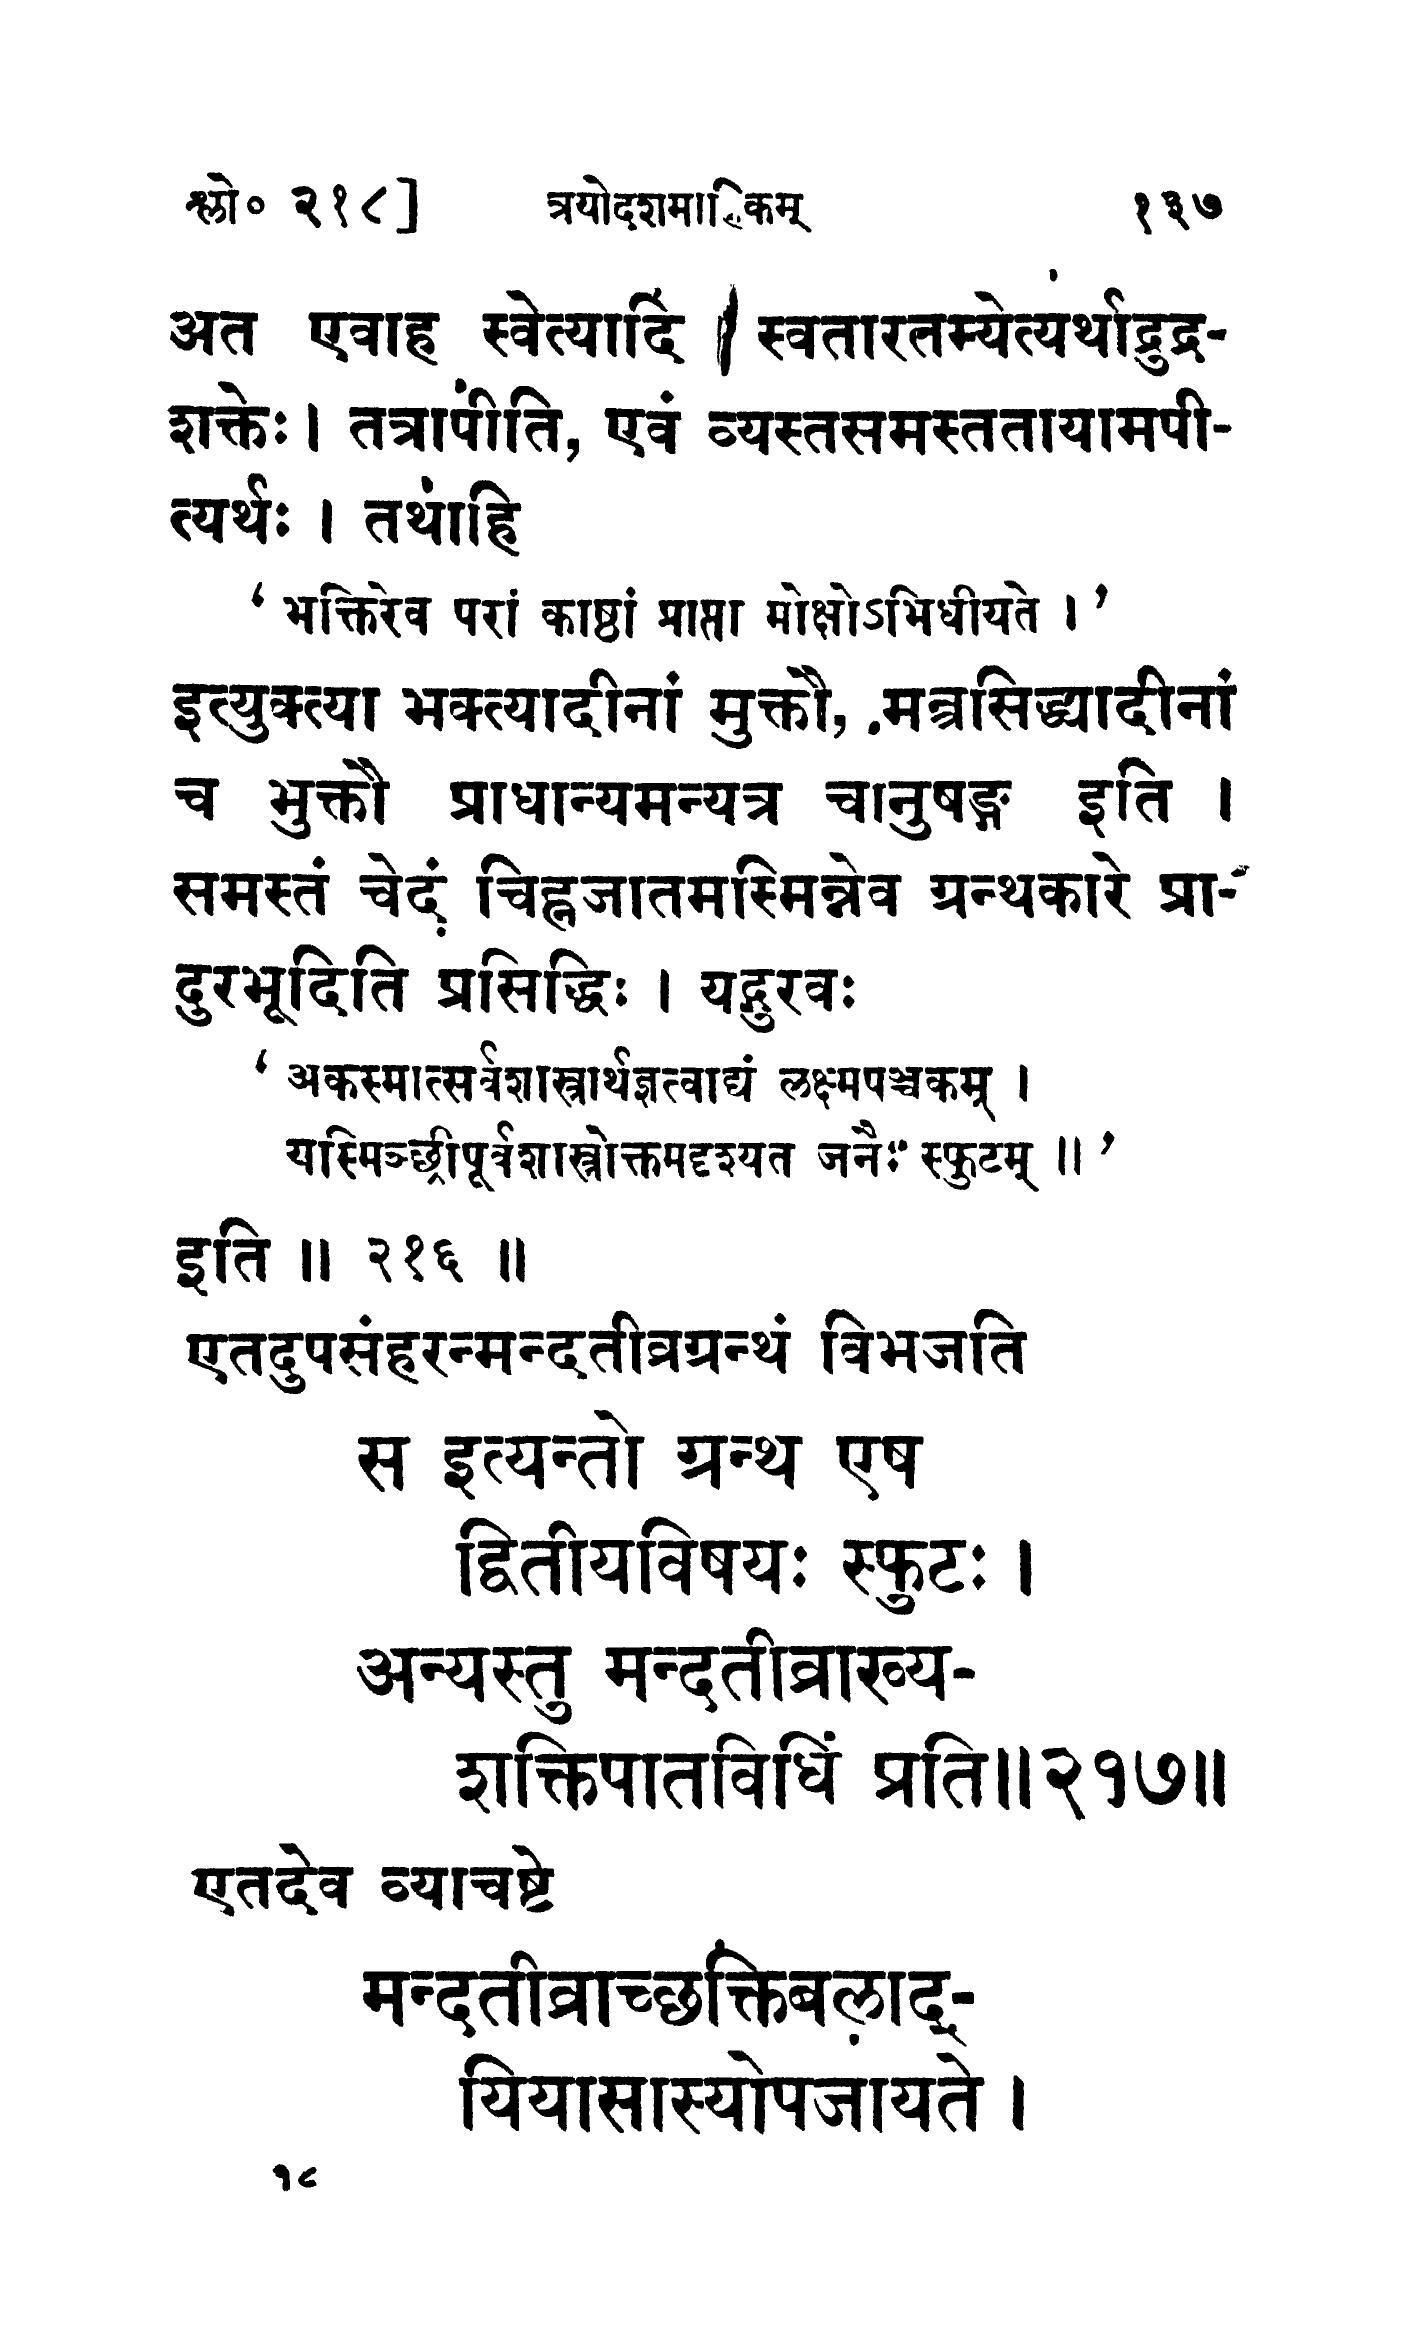 श्लो० २१८] त्रयोदशमाह्निकम् १३७
अत एवाह स्वेत्यादि । स्वतारतम्येत्यर्थाद्रुद्र-
शक्तेः । तत्रापीति, एवं व्यस्तसमस्ततायामपी-
त्यर्थः । तथाहि
‘ भक्तिरेव परां काष्ठां प्राप्ता मोक्षोऽभिधीयते । ’
इत्युक्त्या भक्त्यादीनां मुक्तौ, मन्त्रसिद्ध्यादीनां
च भुक्तौ प्राधान्यमन्यत्र चानुषङ्ग इति ।
समस्तं चेदं चिह्नजातमस्मिन्नेव ग्रन्थकारे प्रा-
दुरभूदिति प्रसिद्धिः । यद्गुरवः
‘ अकस्मात्सर्वशास्त्रार्थज्ञत्वाद्यं लक्ष्मपञ्चकम् ।
यस्मिञ्छ्रीपूर्वशास्त्रोक्तमदृश्यत जनैः स्फुटम् ॥ ’
इति ॥ २१६ ॥
एतदुपसंहरन्मन्दतीव्रग्रन्थं विभजति
स इत्यन्तो ग्रन्थ एष
द्वितीयविषयः स्फुटः ।
अन्यस्तु मन्दतीव्राख्य-
शक्तिपातविधिं प्रति॥२१७॥
एतदेव व्याचष्टे
मन्दतीव्राच्छक्तिबलाद्-
यियासास्योपजायते ।
१८